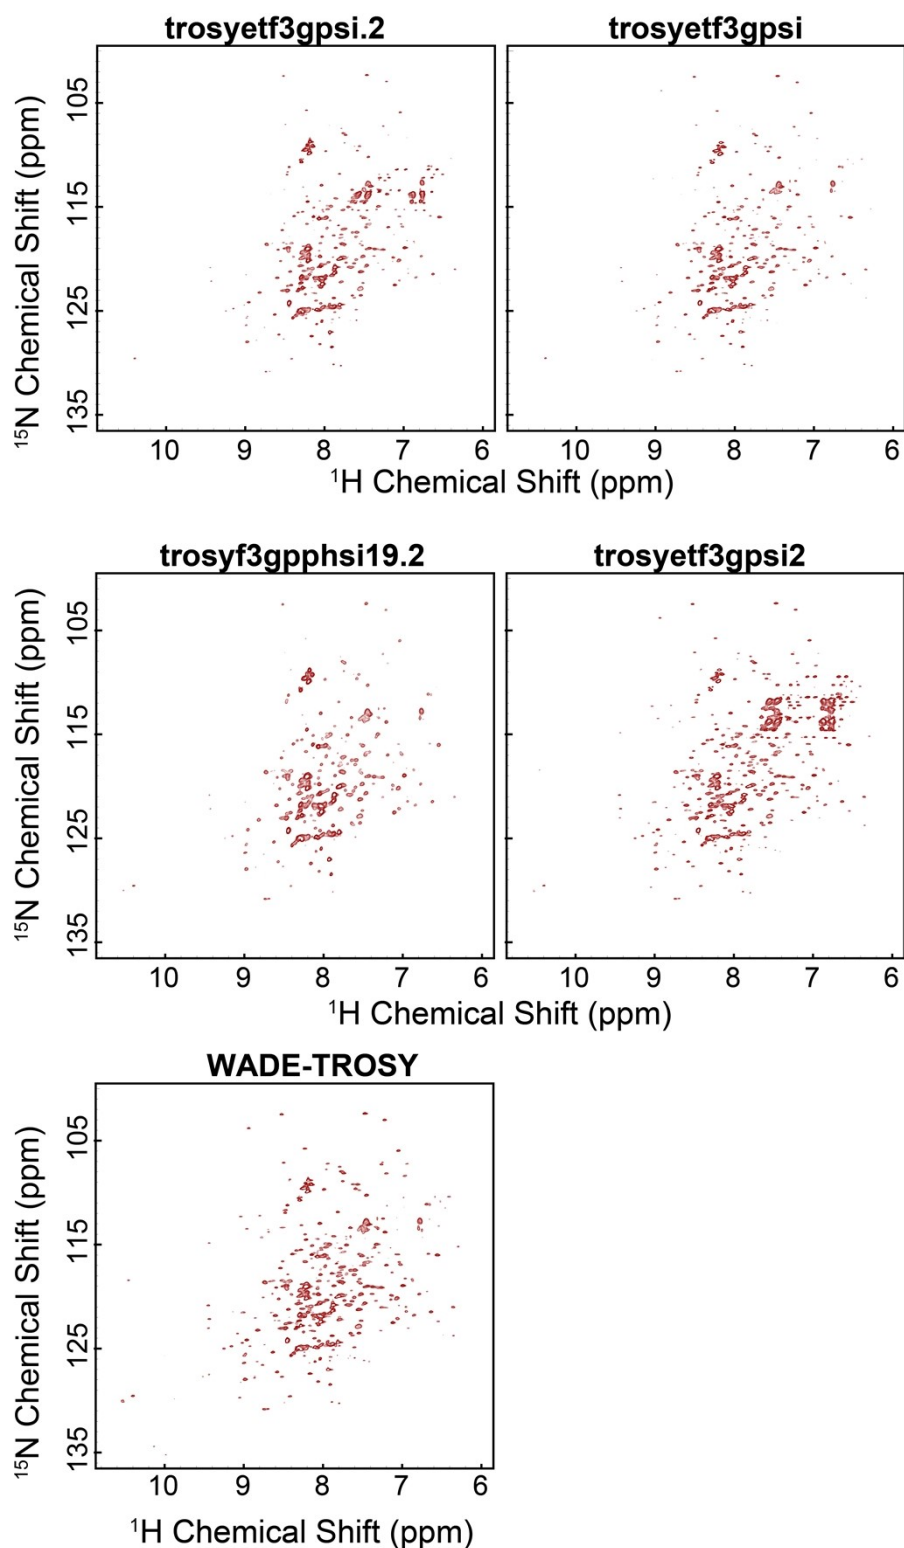 trosyetf3gpsi.2 trosyetf3gpsi
¹⁵N Chemical Shift (ppm)
105
115
125
135
10 9 8 7 6 10 9 8 7 6
¹H Chemical Shift (ppm)
trosyf3gpphsi19.2 trosyetf3gpsi2
¹⁵N Chemical Shift (ppm)
105
115
125
135
10 9 8 7 6 10 9 8 7 6
¹H Chemical Shift (ppm)
WADE-TROSY
¹⁵N Chemical Shift (ppm)
105
115
125
135
10 9 8 7 6
¹H Chemical Shift (ppm)